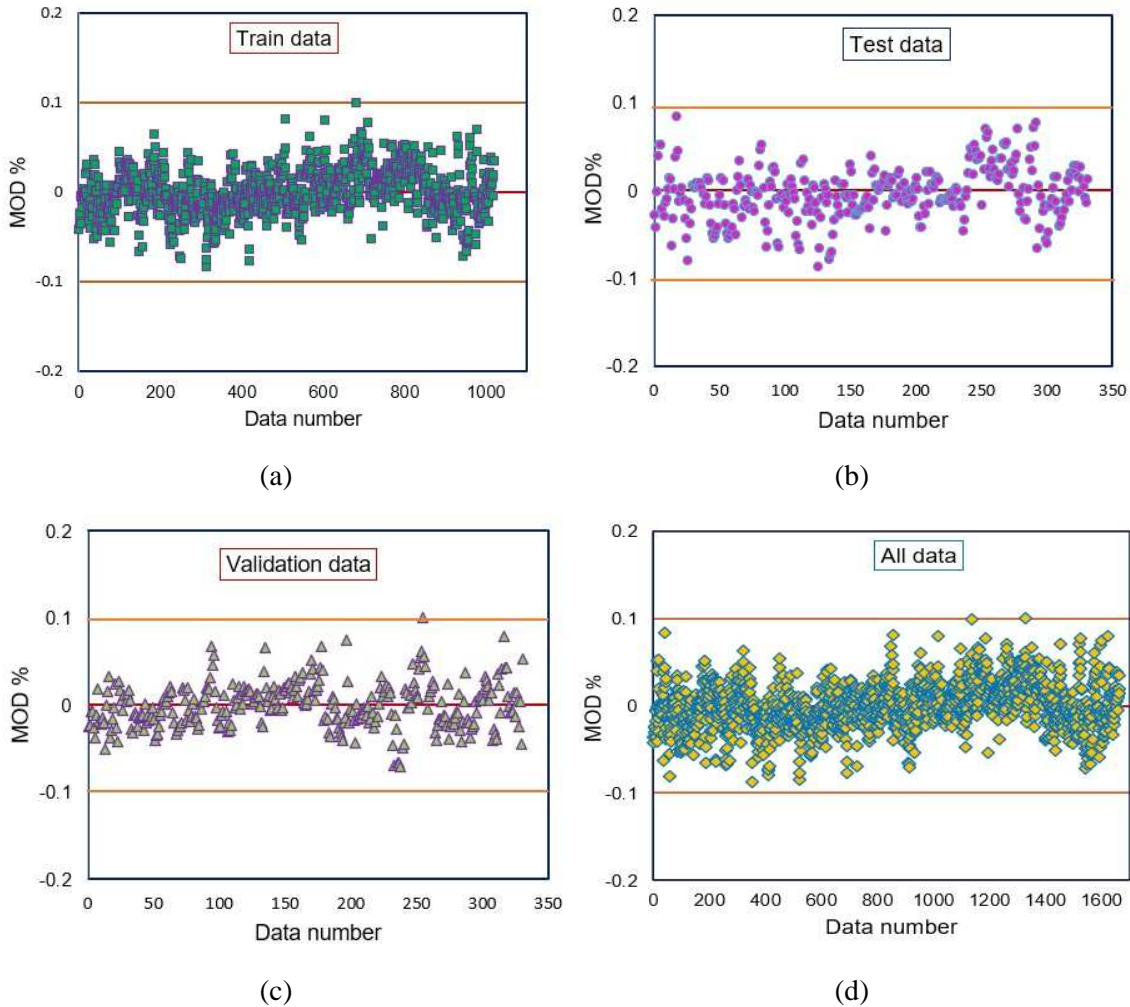 0.2
Train data
0.1
MOD %
0
-0.1
-0.2
0 200 400 600 800 1000
Data number
(a)
0.2
Test data
0.1
MOD%
0
-0.1
-0.2
0 50 100 150 200 250 300 350
Data number
(b)
0.2
Validation data
0.1
MOD %
0
-0.1
-0.2
0 50 100 150 200 250 300 350
Data number
(c)
0.2
All data
0.1
MOD %
0
-0.1
-0.2
0 200 400 600 800 1000 1200 1400 1600
Data number
(d)